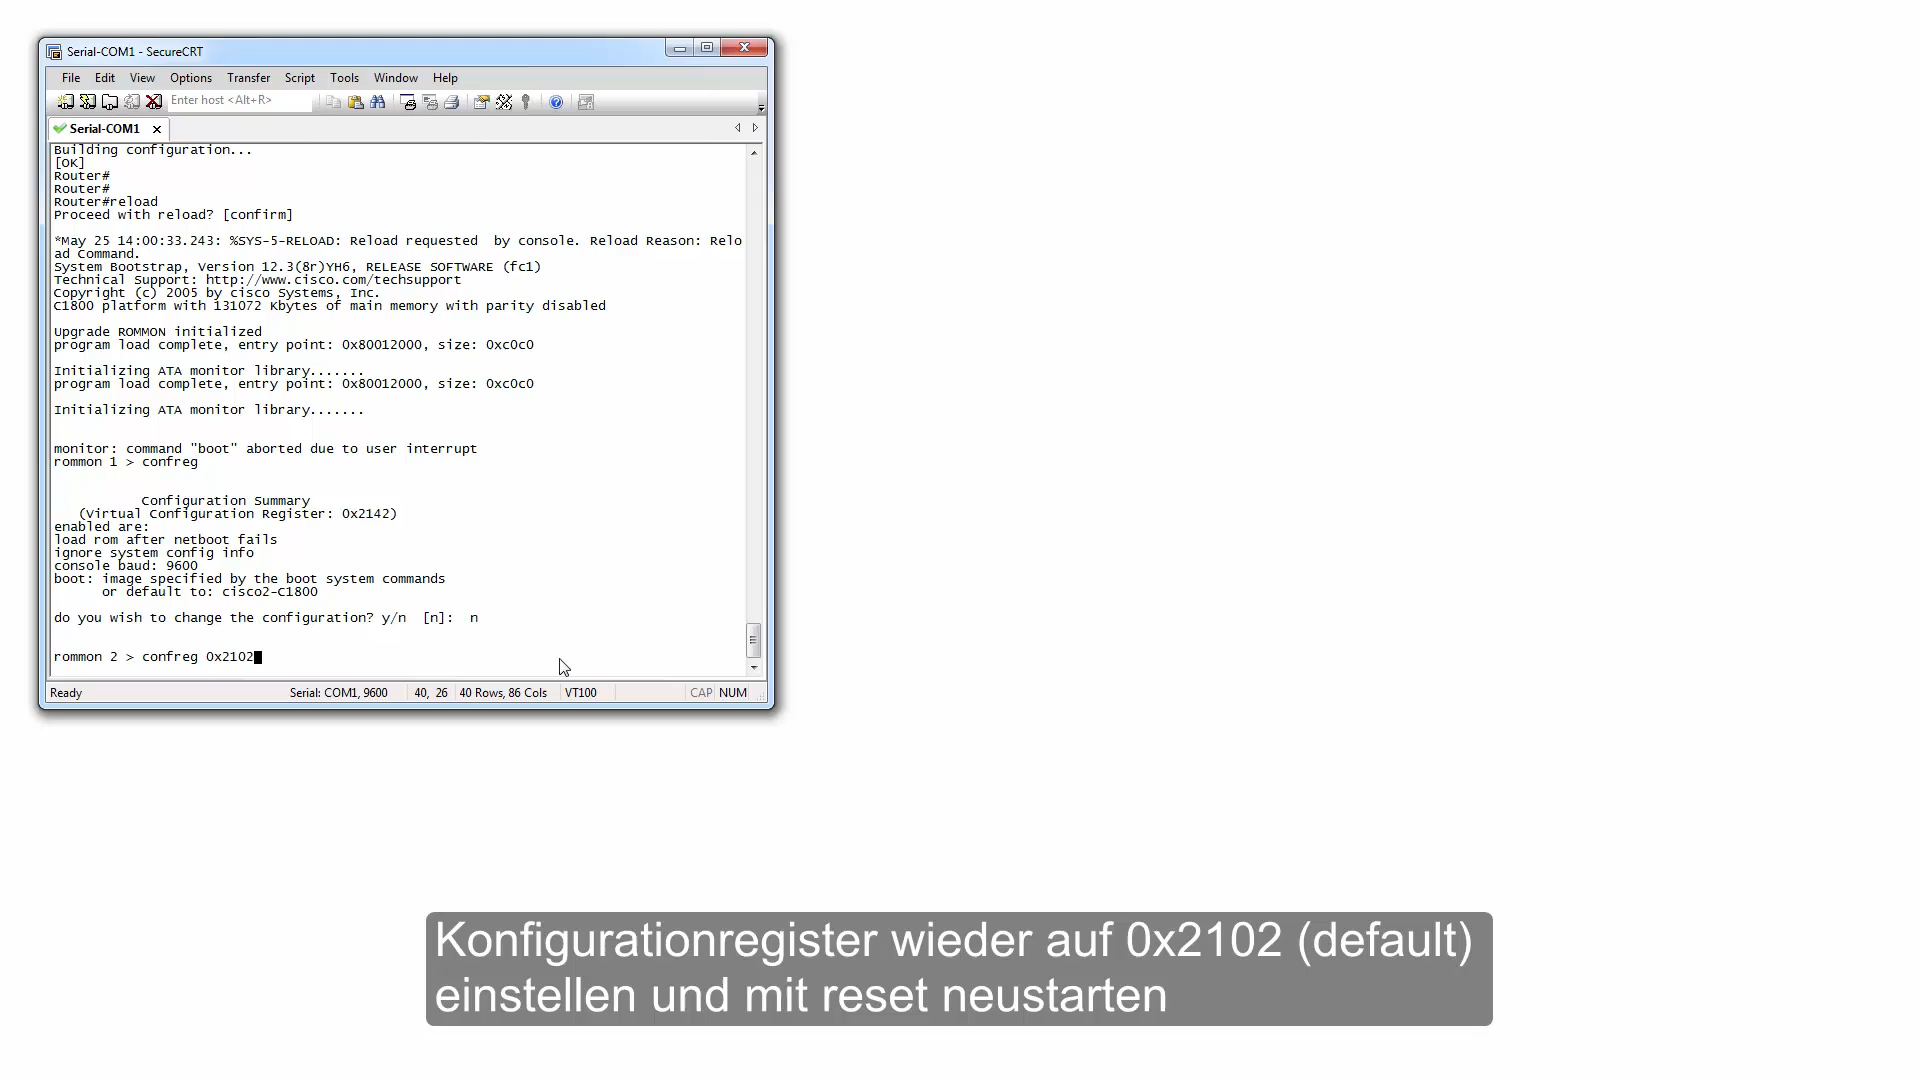 Serial-COM1 - SecureCRT
File Edit View Options Transfer Script Tools Window Help
Enter host <Alt+R>
Serial-COM1
Building configuration...
[OK]
Router#
Router#
Router#reload
Proceed with reload? [confirm]
*May 25 14:00:33.243: %SYS-5-RELOAD: Reload requested  by console. Reload Reason: Relo
ad Command.
System Bootstrap, Version 12.3(8r)YH6, RELEASE SOFTWARE (fc1)
Technical Support: http://www.cisco.com/techsupport
Copyright (c) 2005 by cisco Systems, Inc.
C1800 platform with 131072 Kbytes of main memory with parity disabled
Upgrade ROMMON initialized
program load complete, entry point: 0x80012000, size: 0xc0c0
Initializing ATA monitor library.......
program load complete, entry point: 0x80012000, size: 0xc0c0
Initializing ATA monitor library.......
monitor: command "boot" aborted due to user interrupt
rommon 1 > confreg
Configuration Summary
(Virtual Configuration Register: 0x2142)
enabled are:
load rom after netboot fails
ignore system config info
console baud: 9600
boot: image specified by the boot system commands
or default to: cisco2-C1800
do you wish to change the configuration? y/n  [n]:  n
rommon 2 > confreg 0x2102
Ready Serial: COM1, 9600 40, 26 40 Rows, 86 Cols VT100 CAP NUM
Konfigurationregister wieder auf 0x2102 (default)
einstellen und mit reset neustarten